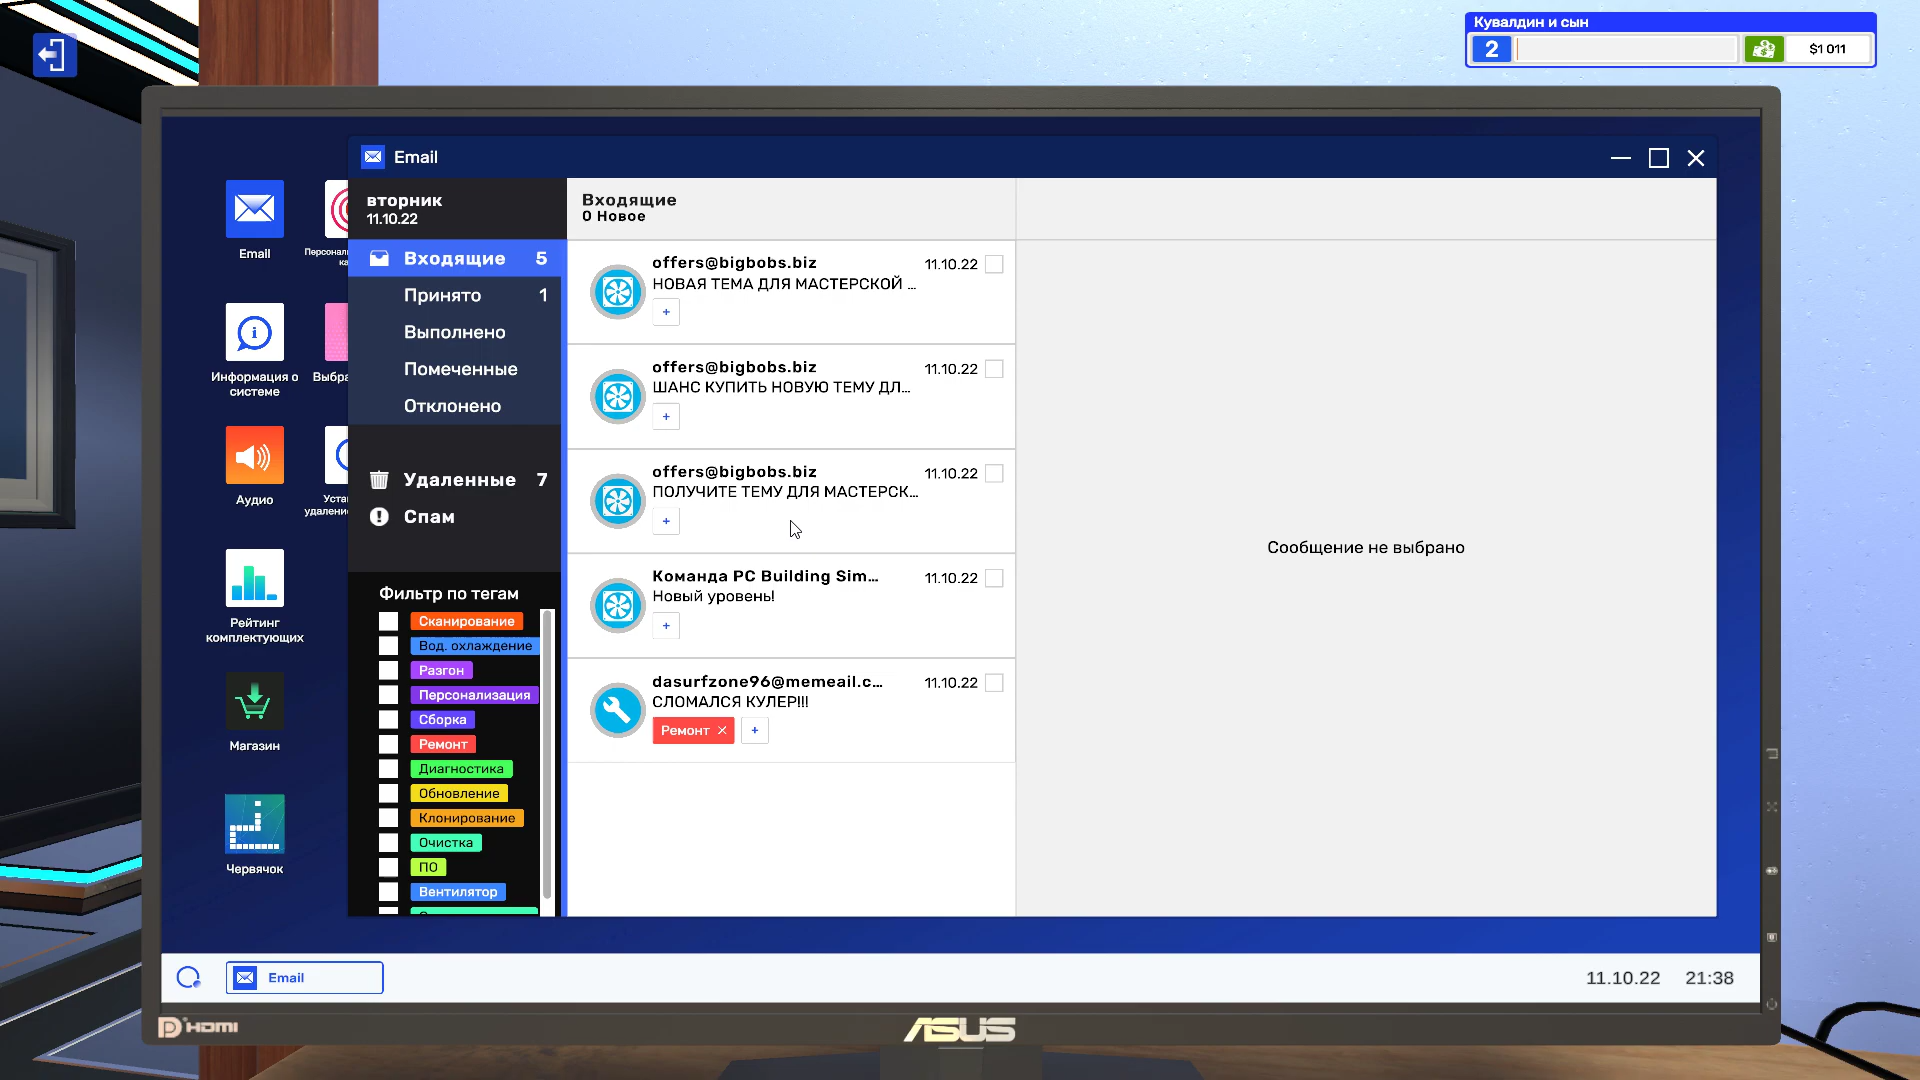 Кувалдин и сын
2
$1 011
Email
вторник
11.10.22
Входящие
0 Новое
Email
Информация о
системе
Аудио
Рейтинг
комплектующих
Магазин
Червячок
Входящие 5
Принято 1
Выполнено
Помеченные
Отклонено
Удаленные 7
Спам
Фильтр по тегам
Сканирование
Вод. охлаждение
Разгон
Персонализация
Сборка
Ремонт
Диагностика
Обновление
Клонирование
Очистка
ПО
Вентилятор
offers@bigbobs.biz 11.10.22
НОВАЯ ТЕМА ДЛЯ МАСТЕРСКОЙ ...
+
offers@bigbobs.biz 11.10.22
ШАНС КУПИТЬ НОВУЮ ТЕМУ ДЛ...
+
offers@bigbobs.biz 11.10.22
ПОЛУЧИТЕ ТЕМУ ДЛЯ МАСТЕРСК...
+
Команда PC Building Sim... 11.10.22
Новый уровень!
+
dasurfzone96@memeail.c... 11.10.22
СЛОМАЛСЯ КУЛЕР!!!
Ремонт × +
Сообщение не выбрано
Email
11.10.22 21:38
HDMI
ASUS